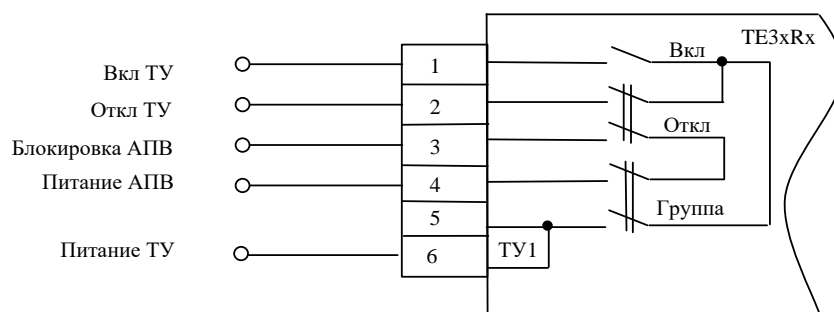 TE3xRx
Вкл
Вкл ТУ
1
Откл ТУ
2
Откл
Блокировка АПВ
3
Питание АПВ
4
5
Группа
Питание ТУ
6
ТУ1